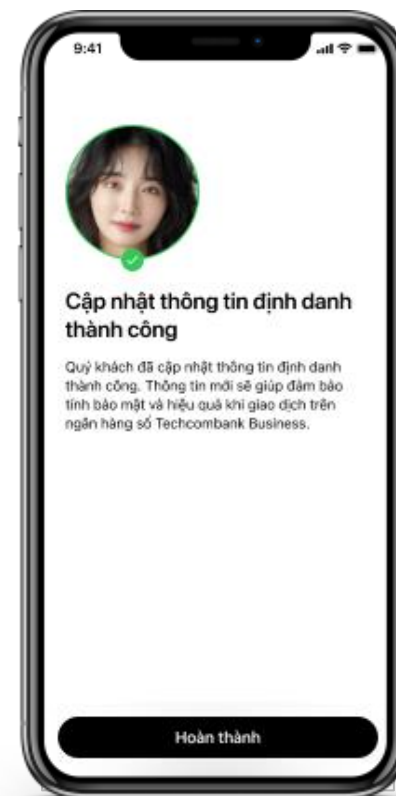 9:41
Cập nhật thông tin định danh
thành công
Quý khách đã cập nhật thông tin định danh
thành công. Thông tin mới sẽ giúp đảm bảo
tính bảo mật và hiệu quả khi giao dịch trên
ngân hàng số Techcombank Business.
Hoàn thành